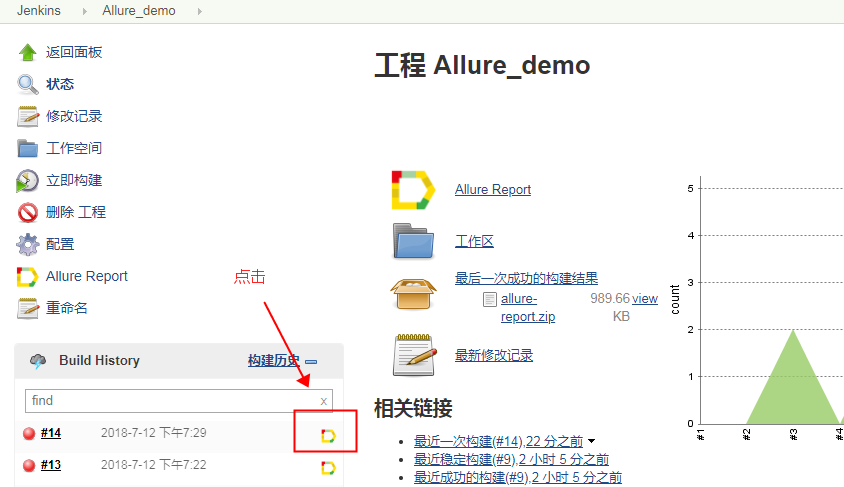 Jenkins Allure_demo
返回面板
状态
修改记录
工作空间
立即构建
删除 工程
配置
Allure Report
重命名
点击
Build History 构建历史
find x
#14 2018-7-12 下午7:29
#13 2018-7-12 下午7:22
工程 Allure_demo
Allure Report
工作区
最后一次成功的构建结果
allure-report.zip 989.66 KB view
最新修改记录
相关链接
最近一次构建(#14),22 分之前
最近稳定构建(#9),2 小时 5 分之前
最近成功的构建(#9),2 小时 5 分之前
count
5
4
3
2
1
0
#1 #2 #3 #4